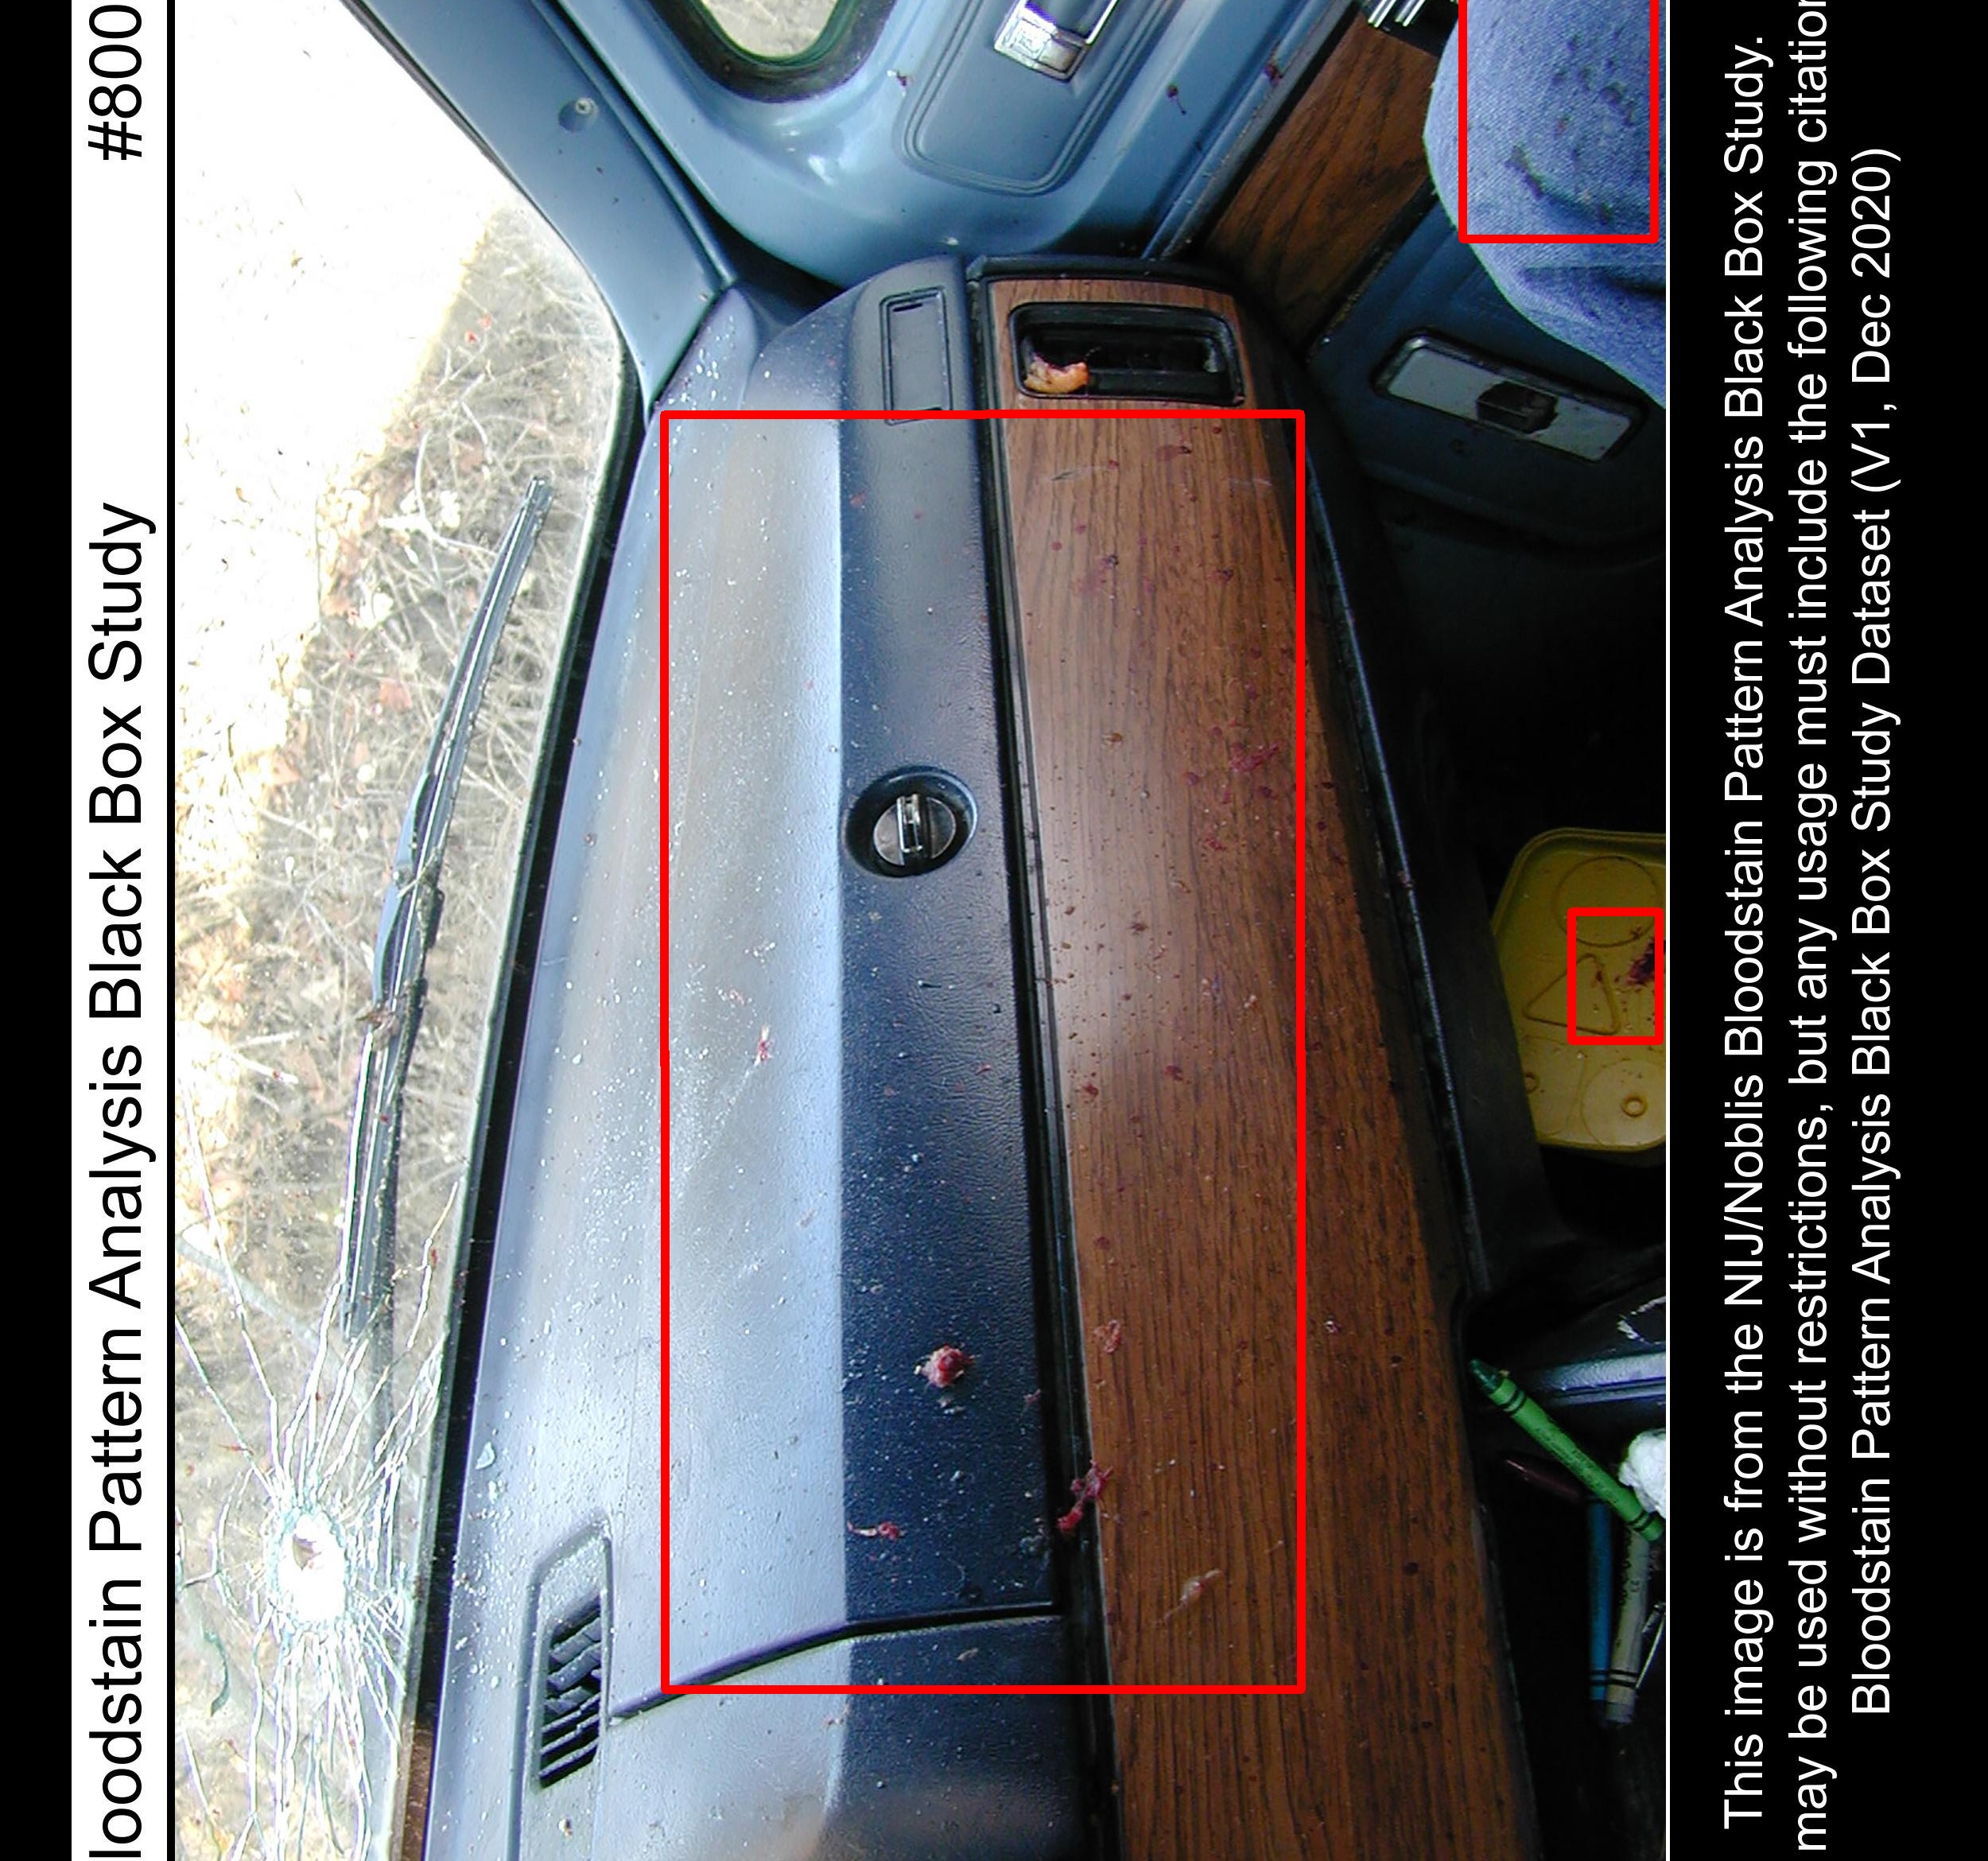 loodstain Pattern Analysis Black Box Study #800
This image is from the NIJ/Noblis Bloodstain Pattern Analysis Black Box Study.
may be used without restrictions, but any usage must include the following citation
Bloodstain Pattern Analysis Black Box Study Dataset (V1, Dec 2020)